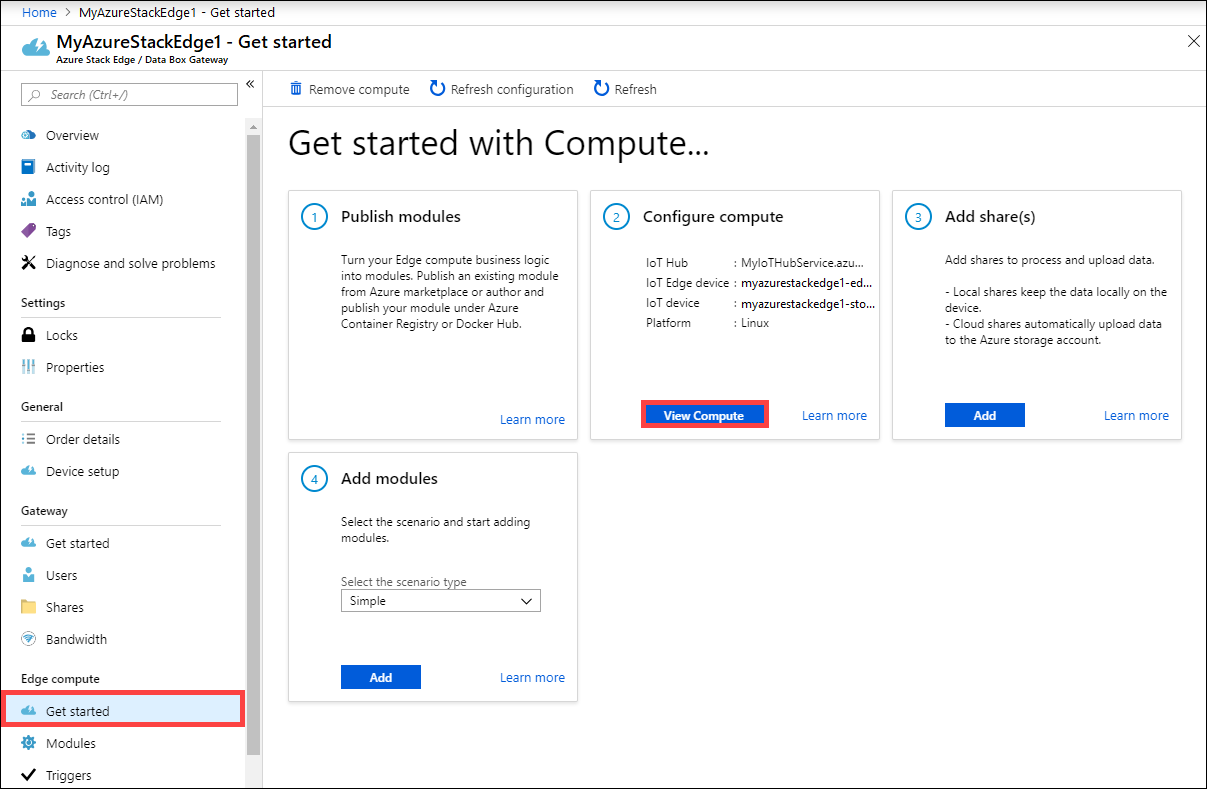 Home > MyAzureStackEdge1 - Get started
MyAzureStackEdge1 - Get started
Azure Stack Edge / Data Box Gateway
Search (Ctrl+/)
Overview
Activity log
Access control (IAM)
Tags
Diagnose and solve problems
Settings
Locks
Properties
General
Order details
Device setup
Gateway
Get started
Users
Shares
Bandwidth
Edge compute
Get started
Modules
Triggers
Remove compute
Refresh configuration
Refresh
Get started with Compute...
1 Publish modules
Turn your Edge compute business logic
into modules. Publish an existing module
from Azure marketplace or author and
publish your module under Azure
Container Registry or Docker Hub.
Learn more
2 Configure compute
IoT Hub : MyIoTHubService.azu...
IoT Edge device : myazurestackedge1-ed...
IoT device : myazurestackedge1-sto...
Platform : Linux
View Compute
Learn more
3 Add share(s)
Add shares to process and upload data.
- Local shares keep the data locally on the
device.
- Cloud shares automatically upload data
to the Azure storage account.
Add
Learn more
4 Add modules
Select the scenario and start adding
modules.
Select the scenario type
Simple
Add
Learn more